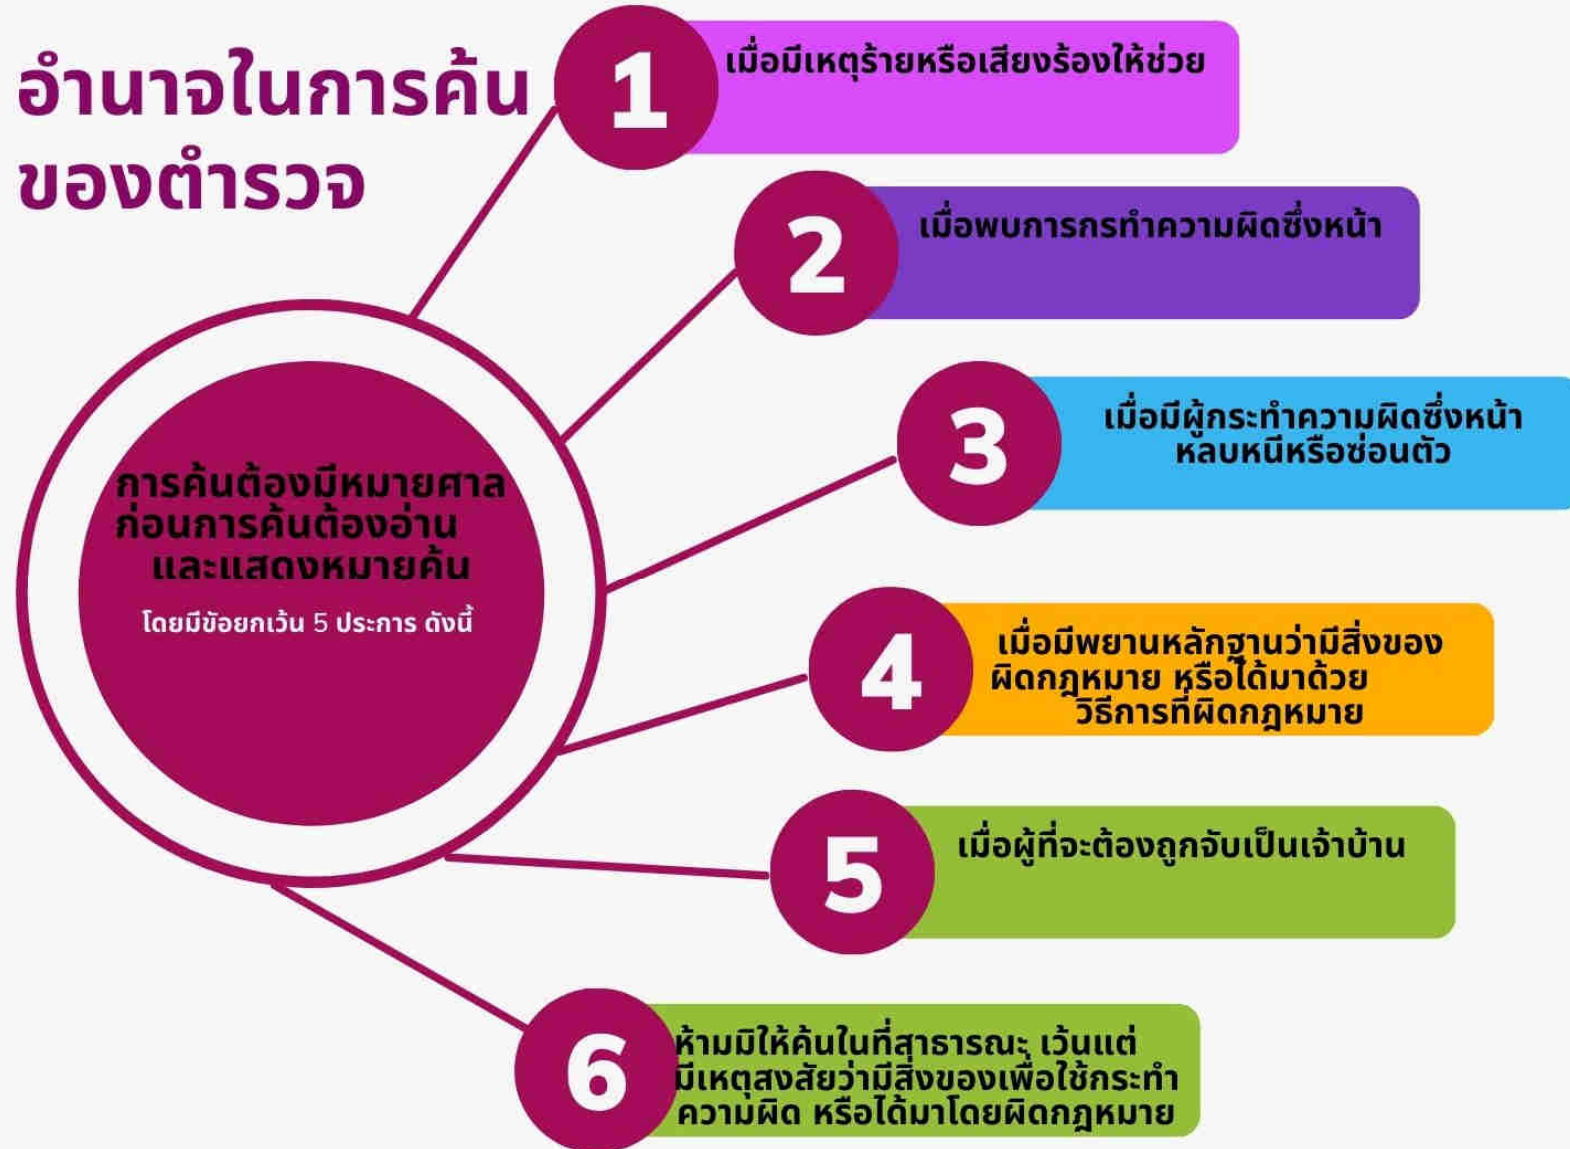 อำนาจในการค้น
ของตำรวจ
1
เมื่อมีเหตุร้ายหรือเสียงร้องให้ช่วย
2
เมื่อพบการกรทำความผิดซึ่งหน้า
3
เมื่อมีผู้กระทำความผิดซึ่งหน้า
หลบหนีหรือซ่อนตัว
การค้นต้องมีหมายศาล
ก่อนการค้นต้องอ่าน
และแสดงหมายค้น
โดยมีข้อยกเว้น 5 ประการ ดังนี้
4
เมื่อมีพยานหลักฐานว่ามีสิ่งของ
ผิดกฎหมาย หรือได้มาด้วย
วิธีการที่ผิดกฎหมาย
5
เมื่อผู้ที่จะต้องถูกจับเป็นเจ้าบ้าน
6
ห้ามมิให้ค้นในที่สาธารณะ เว้นแต่
มีเหตุสงสัยว่ามีสิ่งของเพื่อใช้กระทำ
ความผิด หรือได้มาโดยผิดกฎหมาย